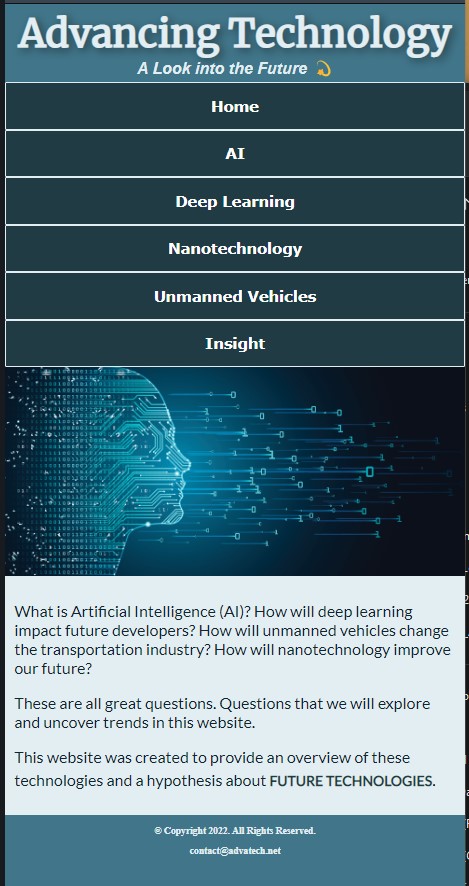 Advancing Technology
A Look into the Future 💫
Home
AI
Deep Learning
Nanotechnology
Unmanned Vehicles
Insight
What is Artificial Intelligence (AI)? How will deep learning
impact future developers? How will unmanned vehicles change
the transportation industry? How will nanotechnology improve
our future?
These are all great questions. Questions that we will explore
and uncover trends in this website.
This website was created to provide an overview of these
technologies and a hypothesis about FUTURE TECHNOLOGIES.
© Copyright 2022. All Rights Reserved.
contact@advatech.net